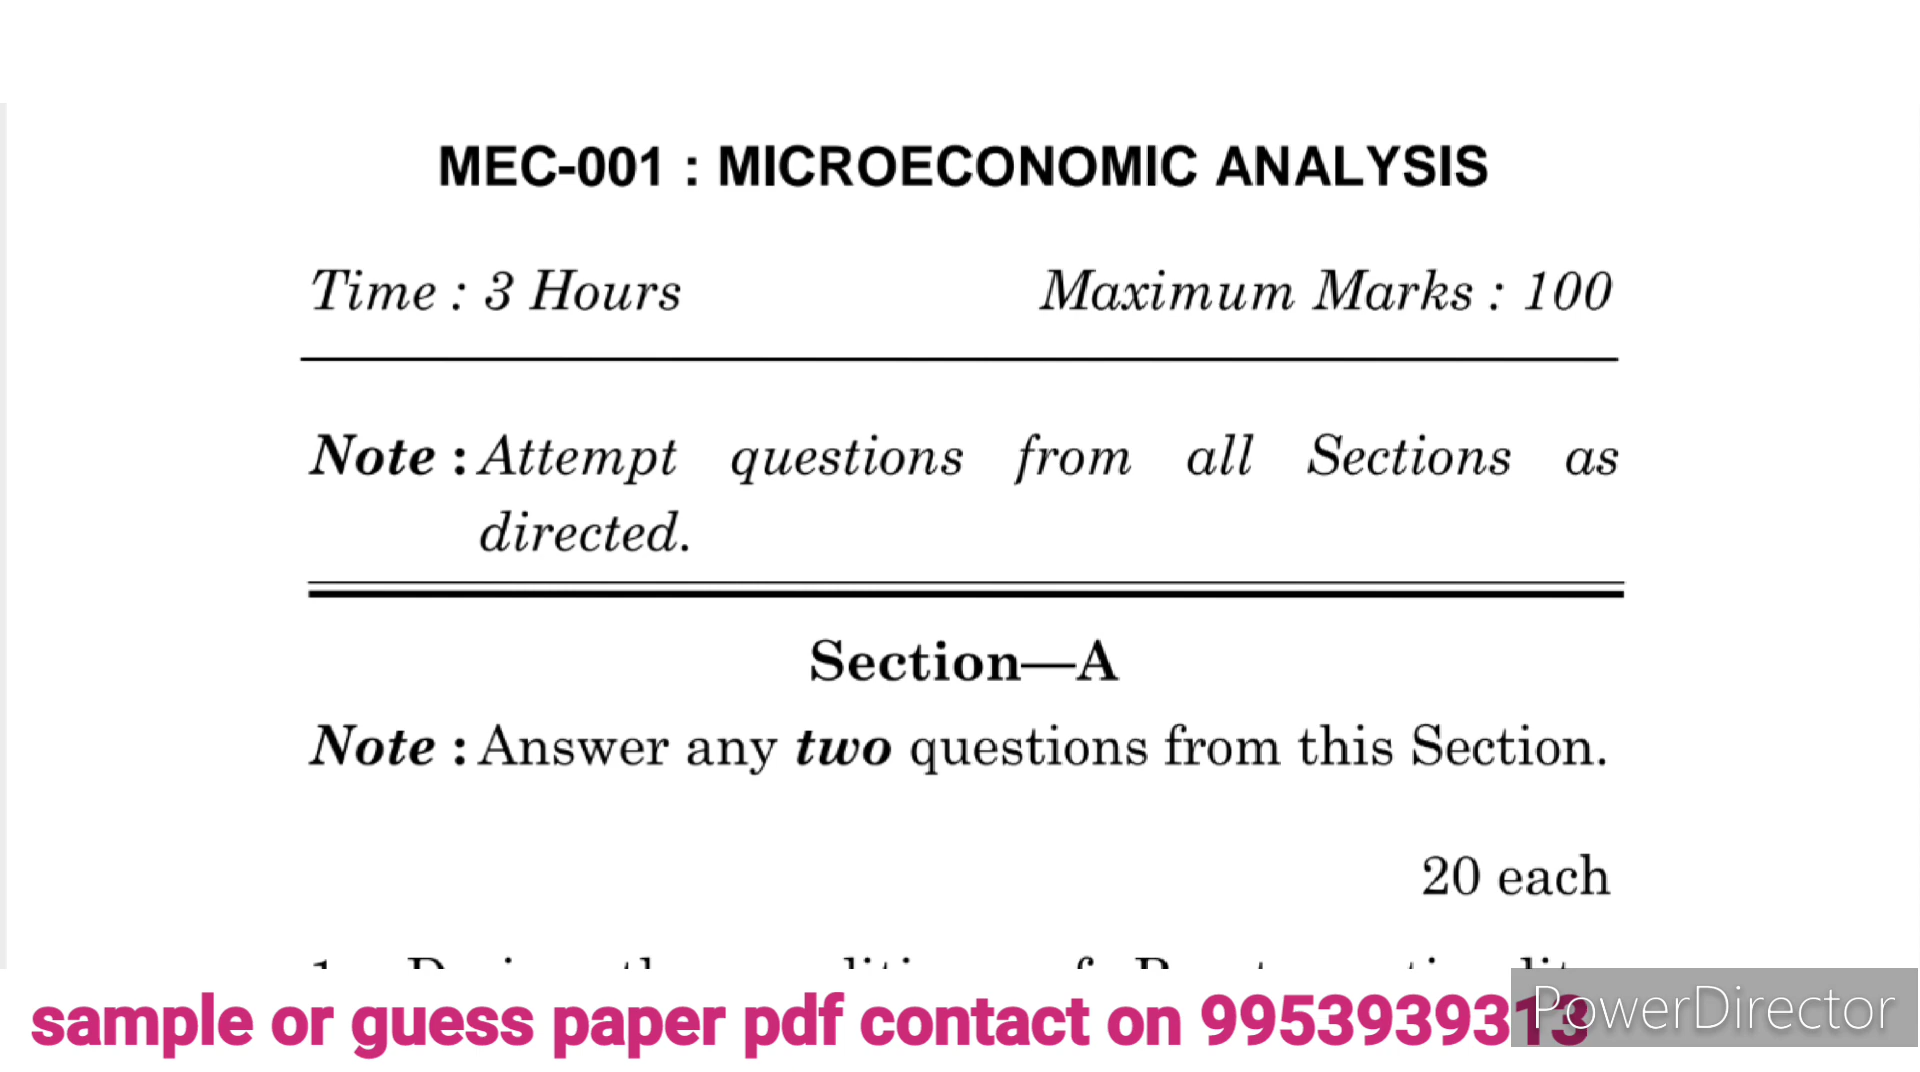 MEC-001 : MICROECONOMIC ANALYSIS
Time : 3 Hours Maximum Marks : 100
Note : Attempt questions from all Sections as
directed.
Section—A
Note : Answer any two questions from this Section.
20 each
sample or guess paper pdf contact on 9953939313
PowerDirector